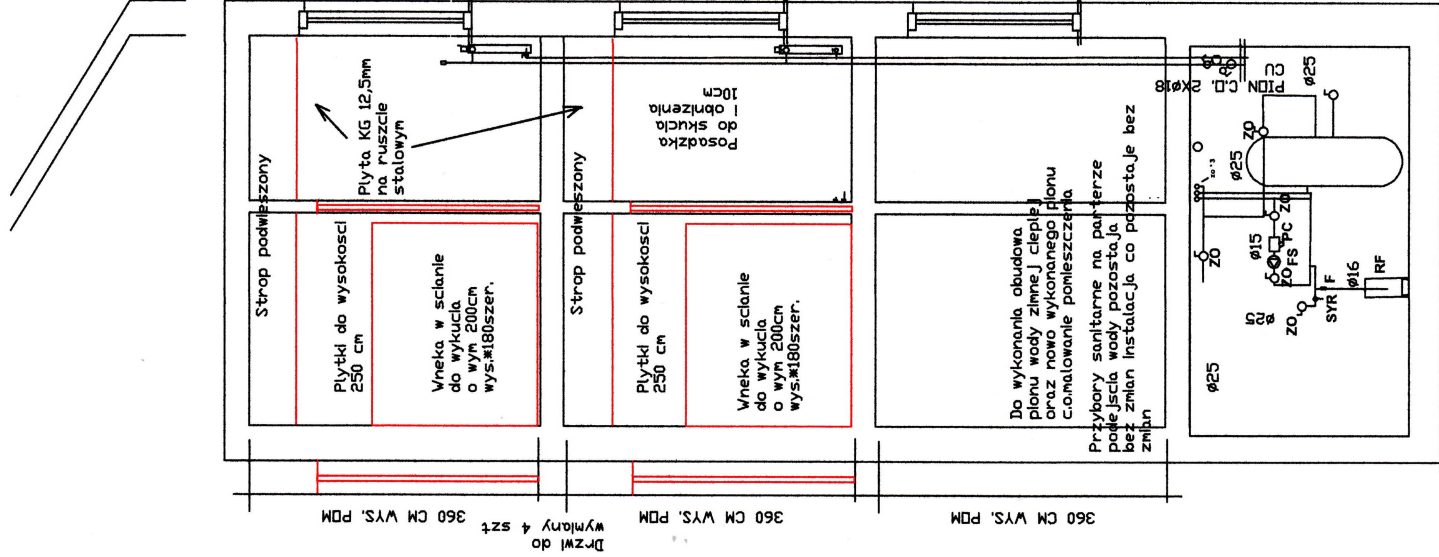 Strop podwieszony
Plyta KG 12,5mm
na ruszcie
stalowym
Plytki do wysokosci
250 cm
Wneka w scianie
do wykucia
o wym 200cm
wys.*180szer.
Strop podwieszony
Posadzka
do skucia
i obnizenia
10cm
Plytki do wysokosci
250 cm
Wneka w scianie
do wykucia
o wym 200cm
wys.*180szer.
Do wykonania obudowa
pionu wody zimnej cieplej
oraz nowo wykonanego pionu
c.o.malowanie pomieszczenia
Przybory sanitarne na parterze
podejscia wody pozostaja bez
bez zmian instalacja co pozostaje bez
zmian
PION C.O. 2XØ18
CU
ø25
ZO
ø25
ZO
ZO
ø15
PC
FS
ZO
ø25
ZO
SYR
F
ø16
RF
ø25
360 CM WYS. POM
360 CM WYS. POM
360 CM WYS. POM
Drzwi do
wymiany 4 szt